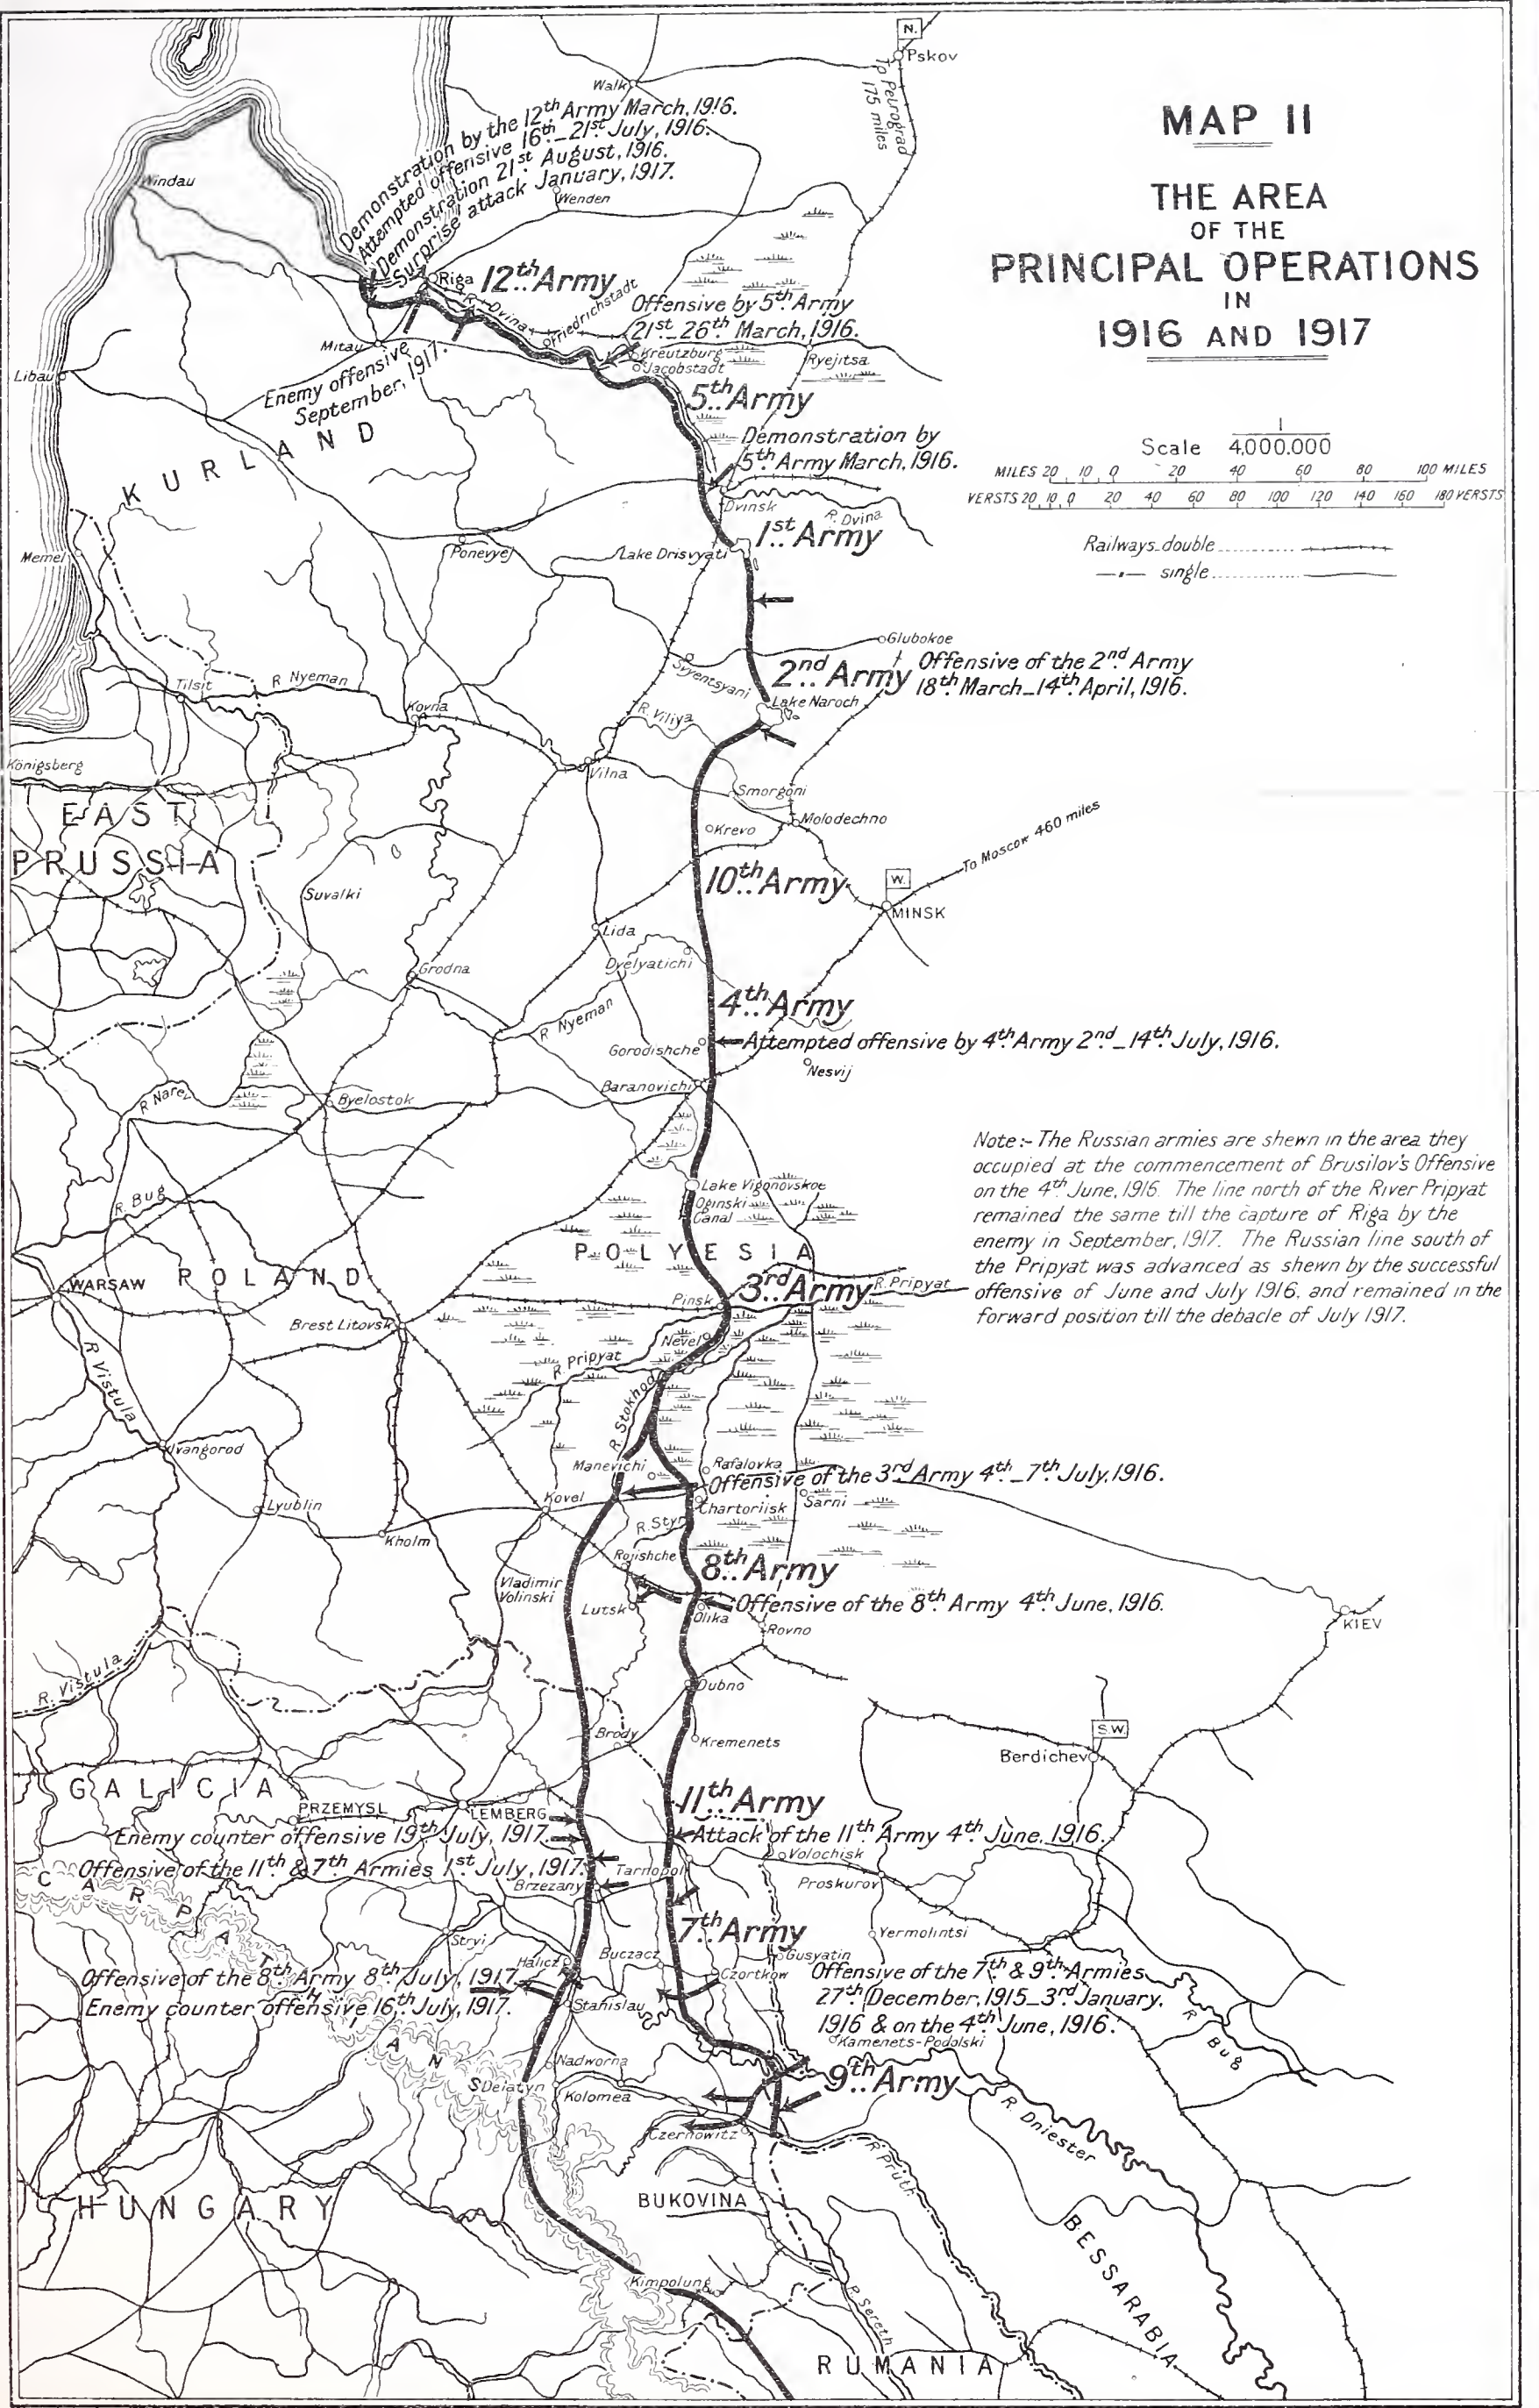 MAP II
THE AREA
OF THE
PRINCIPAL OPERATIONS
IN
1916 AND 1917
Scale 1/4,000,000
MILES 20 10 0 20 40 60 80 100 MILES
VERSTS 20 10 0 20 40 60 80 100 120 140 160 180 VERSTS
Railways double
—·— single
N.
Pskov
To Petrograd
175 miles
Walk
Demonstration by the 12th Army March, 1916.
Attempted offensive 16th_21st July, 1916.
Demonstration 21st August, 1916.
Surprise attack January, 1917.
Wenden
Windau
Riga
12th Army
R. Dvina
Friedrichstadt
Offensive by 5th Army
21st_26th March, 1916.
Mitau
Kreutzburg
Jacobstadt
Ryejitsa
Libau
Enemy offensive
September, 1917.
5th Army
KURLAND
Demonstration by
5th Army March, 1916.
Dvinsk
R. Dvina
1st Army
Memel
Ponevyej
Lake Drisvyati
Glubokoe
Svyentsyani
2nd Army
Offensive of the 2nd Army
18th March_14th April, 1916.
Tilsit
R Nyeman
Lake Naroch
Kovna
R. Viliya
Königsberg
Vilna
Smorgoni
EAST
PRUSSIA
Molodechno
Krevo
To Moscow 460 miles
10th Army
W.
MINSK
Suvalki
Lida
Dyelyatichi
Grodna
4th Army
R Nyeman
Gorodishche
Attempted offensive by 4th Army 2nd_14th July, 1916.
Nesvij
Baranovichi
R Narev
Byelostok
Note:- The Russian armies are shewn in the area they
occupied at the commencement of Brusilov's Offensive
on the 4th June, 1916. The line north of the River Pripyat
remained the same till the capture of Riga by the
enemy in September, 1917. The Russian line south of
the Pripyat was advanced as shewn by the successful
offensive of June and July 1916, and remained in the
forward position till the debacle of July 1917.
Lake Vigonovskoe
Oginski
Canal
R. Bug
POLYESIA
WARSAW
POLAND
3rd Army
R. Pripyat
Pinsk
Brest Litovsk
Nevel
R. Pripyat
R. Vistula
R. Stokhod
Ivangorod
Manevichi
Rafalovka
Offensive of the 3rd Army 4th_7th July, 1916.
Lyublin
Kovel
Chartoriisk
Sarni
Kholm
R. Styr
Rojishche
8th Army
Vladimir
Volinski
Lutsk
Offensive of the 8th Army 4th June, 1916.
Olika
Rovno
KIEV
R. Vistula
Dubno
Brody
Kremenets
S.W.
Berdichev
GALICIA
PRZEMYSL
LEMBERG
11th Army
Enemy counter offensive 19th July, 1917.
Attack of the 11th Army 4th June, 1916.
Offensive of the 11th & 7th Armies 1st July, 1917.
Tarnopol
Volochisk
Brzezany
Proskurov
CARPATHIANS
7th Army
Stryi
Yermolintsi
Halicz
Buczacz
Gusyatin
Czortkow
Offensive of the 8th Army 8th July, 1917
Enemy counter offensive 16th July, 1917.
Stanislau
Offensive of the 7th & 9th Armies
27th December, 1915_3rd January,
1916 & on the 4th June, 1916.
Kamenets-Podolski
R Bug
Nadworna
Delatyn
Kolomea
9th Army
R. Dniester
Czernowitz
R Pruth
HUNGARY
BUKOVINA
BESSARABIA
Kimpolung
R. Sereth
RUMANIA